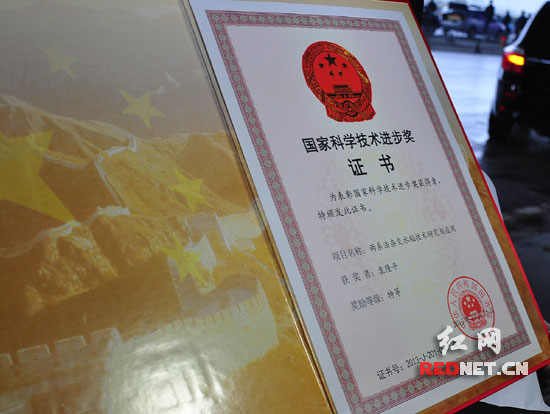 国家科学技术进步奖
证书
为表彰国家科学技术进步奖获得者，
特颁发此证书。
项目名称：两系法杂交水稻技术研究与应用
获奖者：袁隆平
奖励等级：特等
证书号：2013-J-201
红网
REDNET.CN